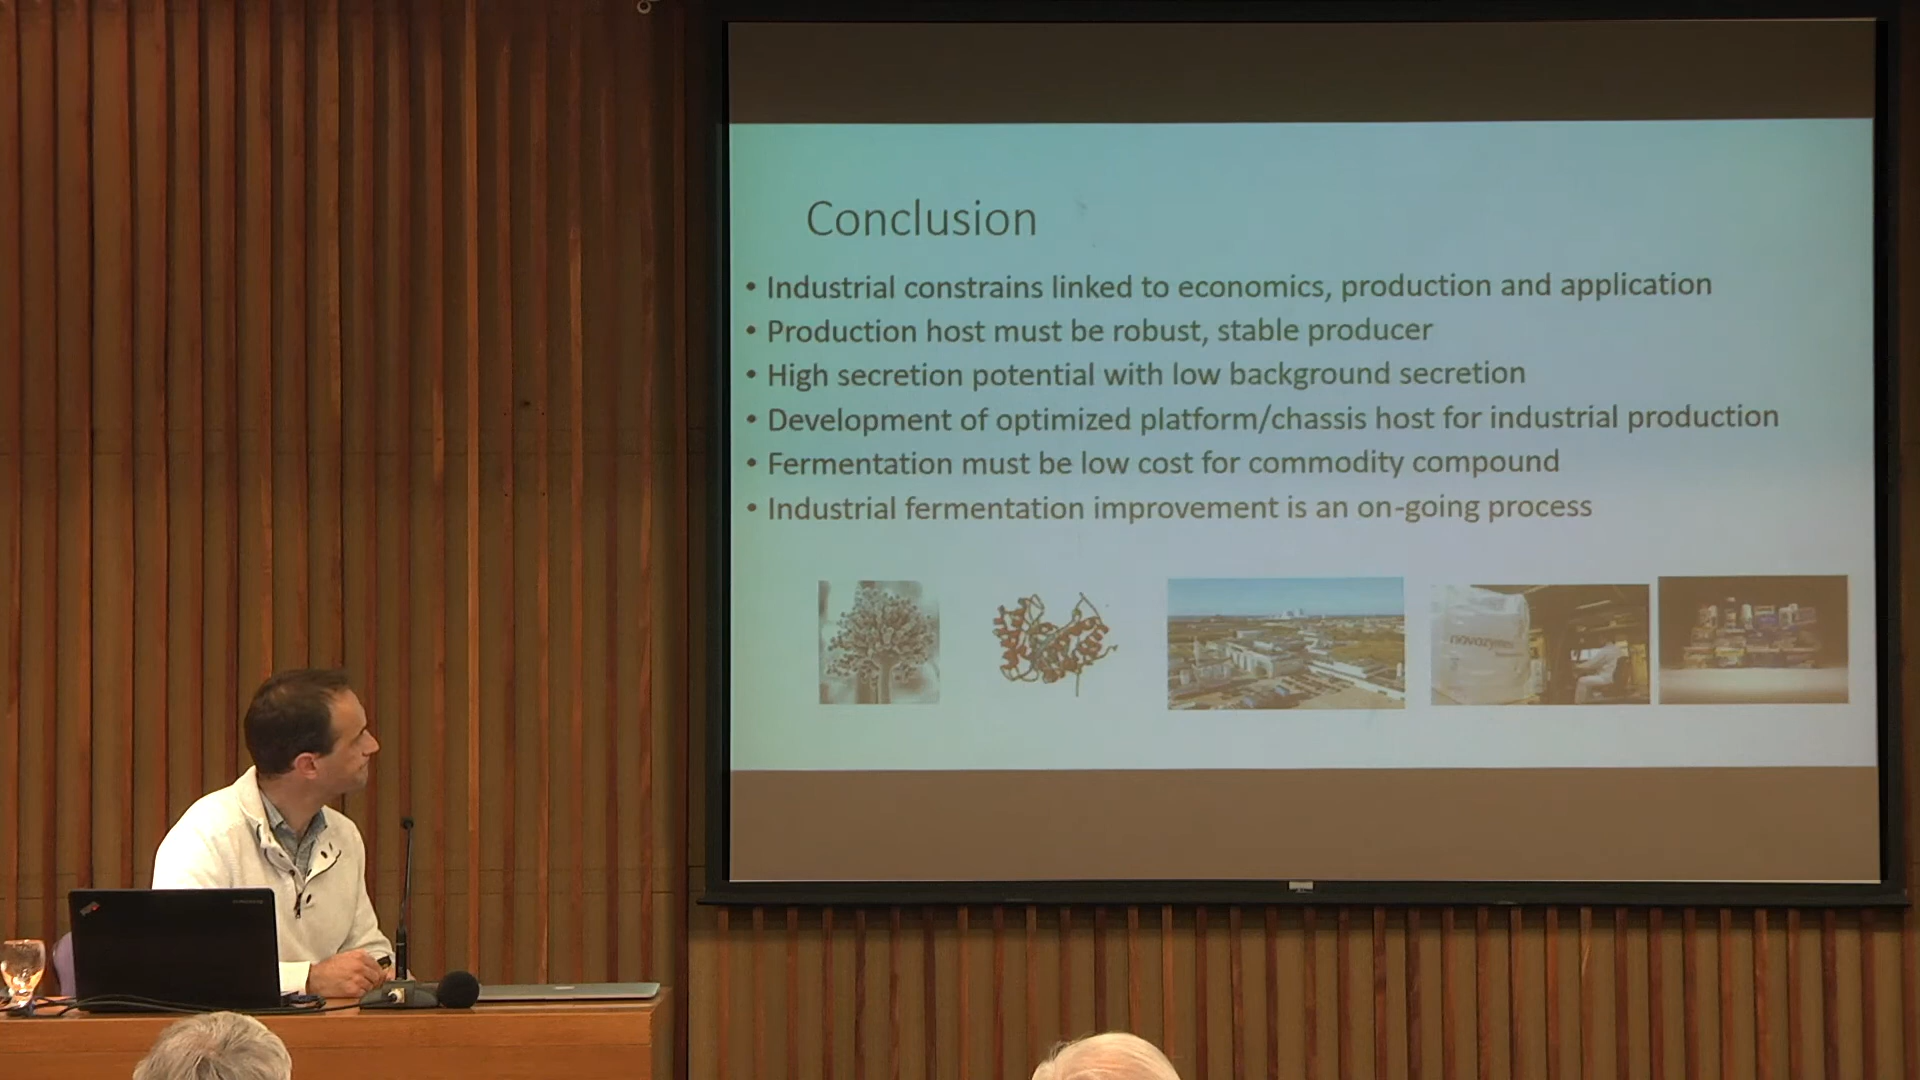 Conclusion
• Industrial constrains linked to economics, production and application
• Production host must be robust, stable producer
• High secretion potential with low background secretion
• Development of optimized platform/chassis host for industrial production
• Fermentation must be low cost for commodity compound
• Industrial fermentation improvement is an on-going process